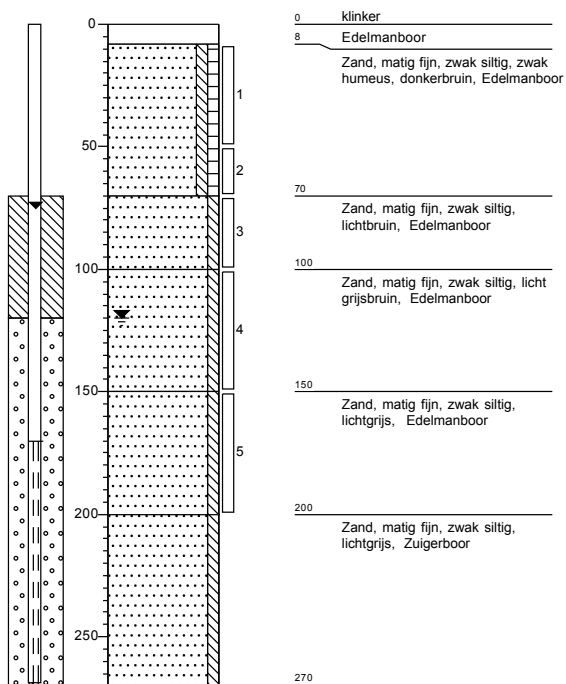 0
50
100
150
200
250
1
2
3
4
5
0 klinker
8 Edelmanboor
Zand, matig fijn, zwak siltig, zwak
humeus, donkerbruin, Edelmanboor
70
Zand, matig fijn, zwak siltig,
lichtbruin, Edelmanboor
100
Zand, matig fijn, zwak siltig, licht
grijsbruin, Edelmanboor
150
Zand, matig fijn, zwak siltig,
lichtgrijs, Edelmanboor
200
Zand, matig fijn, zwak siltig,
lichtgrijs, Zuigerboor
270